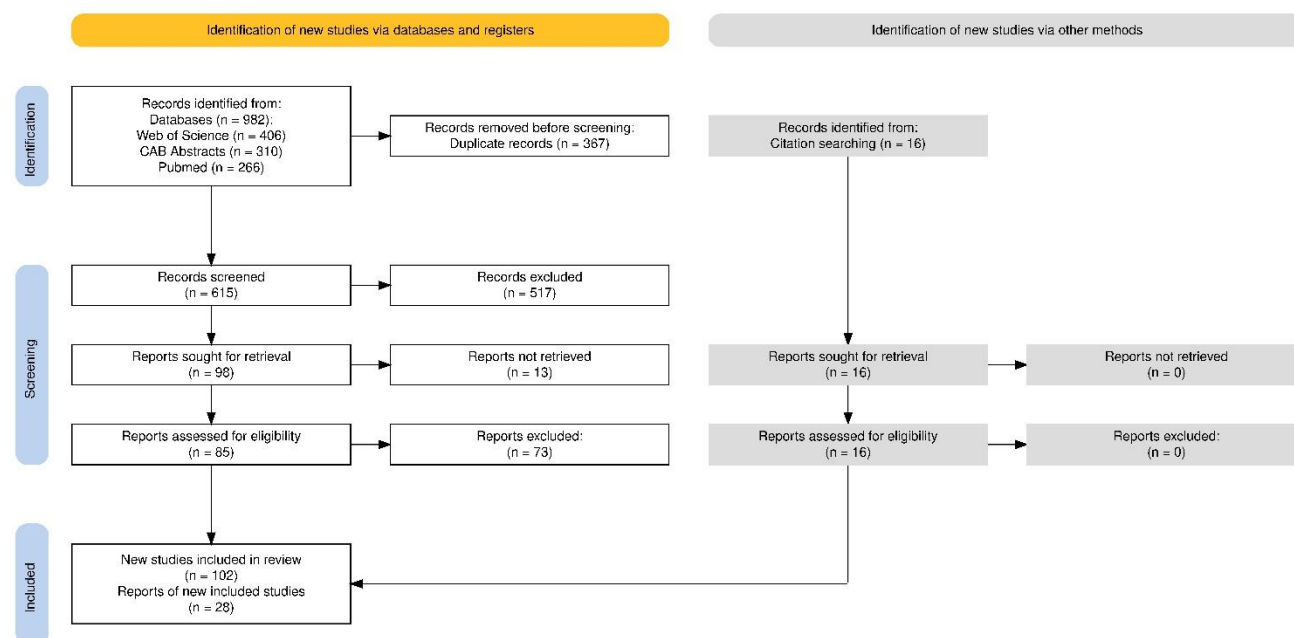 Identification of new studies via databases and registers
Identification of new studies via other methods
Identification
Records identified from:
Databases (n = 982):
Web of Science (n = 406)
CAB Abstracts (n = 310)
Pubmed (n = 266)
Records removed before screening:
Duplicate records (n = 367)
Records identified from:
Citation searching (n = 16)
Screening
Records screened
(n = 615)
Records excluded
(n = 517)
Reports sought for retrieval
(n = 98)
Reports not retrieved
(n = 13)
Reports sought for retrieval
(n = 16)
Reports not retrieved
(n = 0)
Reports assessed for eligibility
(n = 85)
Reports excluded:
(n = 73)
Reports assessed for eligibility
(n = 16)
Reports excluded:
(n = 0)
Included
New studies included in review
(n = 102)
Reports of new included studies
(n = 28)